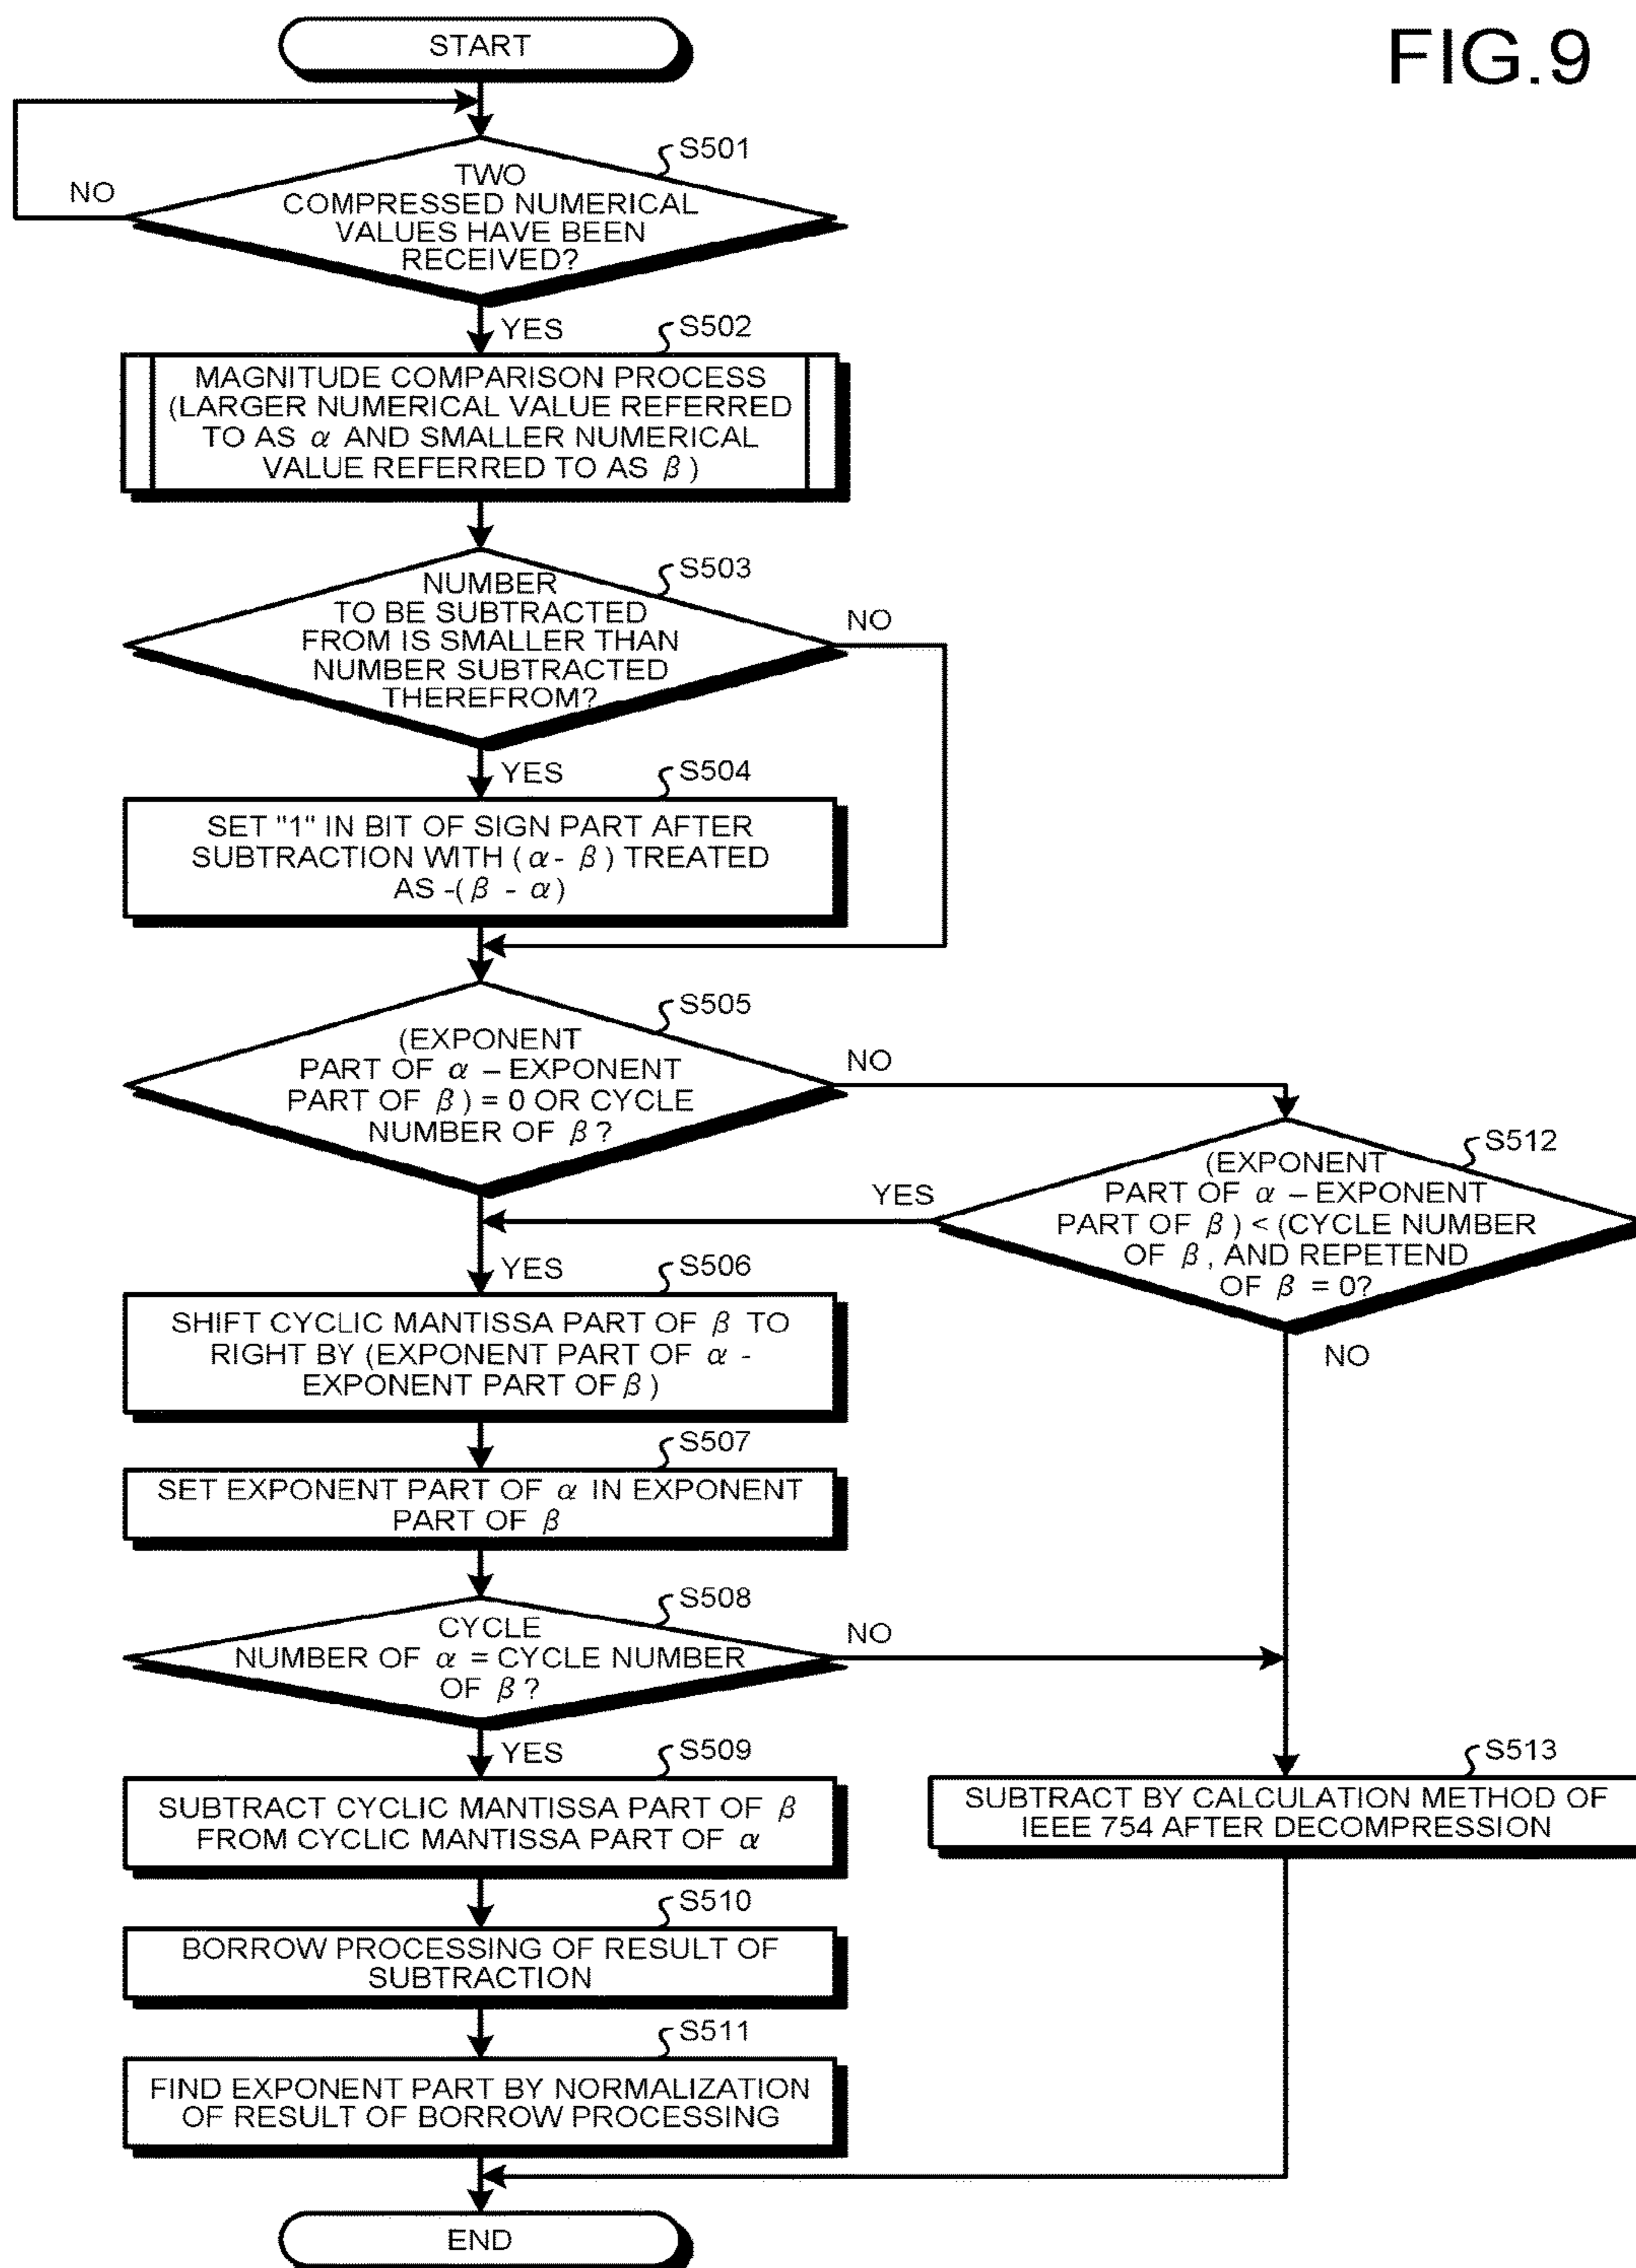 FIG.9
START
S501
TWO
COMPRESSED NUMERICAL
VALUES HAVE BEEN
RECEIVED?
NO
YES
S502
MAGNITUDE COMPARISON PROCESS
(LARGER NUMERICAL VALUE REFERRED
TO AS α AND SMALLER NUMERICAL
VALUE REFERRED TO AS β)
S503
NUMBER
TO BE SUBTRACTED
FROM IS SMALLER THAN
NUMBER SUBTRACTED
THEREFROM?
NO
YES
S504
SET "1" IN BIT OF SIGN PART AFTER
SUBTRACTION WITH (α - β) TREATED
AS -(β - α)
S505
(EXPONENT
PART OF α – EXPONENT
PART OF β) = 0 OR CYCLE
NUMBER OF β?
NO
YES
S512
(EXPONENT
PART OF α – EXPONENT
PART OF β) < (CYCLE NUMBER
OF β, AND REPETEND
OF β = 0?
YES
NO
S506
SHIFT CYCLIC MANTISSA PART OF β TO
RIGHT BY (EXPONENT PART OF α -
EXPONENT PART OF β)
S507
SET EXPONENT PART OF α IN EXPONENT
PART OF β
S508
CYCLE
NUMBER OF α = CYCLE NUMBER
OF β?
NO
YES
S509
SUBTRACT CYCLIC MANTISSA PART OF β
FROM CYCLIC MANTISSA PART OF α
S513
SUBTRACT BY CALCULATION METHOD OF
IEEE 754 AFTER DECOMPRESSION
S510
BORROW PROCESSING OF RESULT OF
SUBTRACTION
S511
FIND EXPONENT PART BY NORMALIZATION
OF RESULT OF BORROW PROCESSING
END